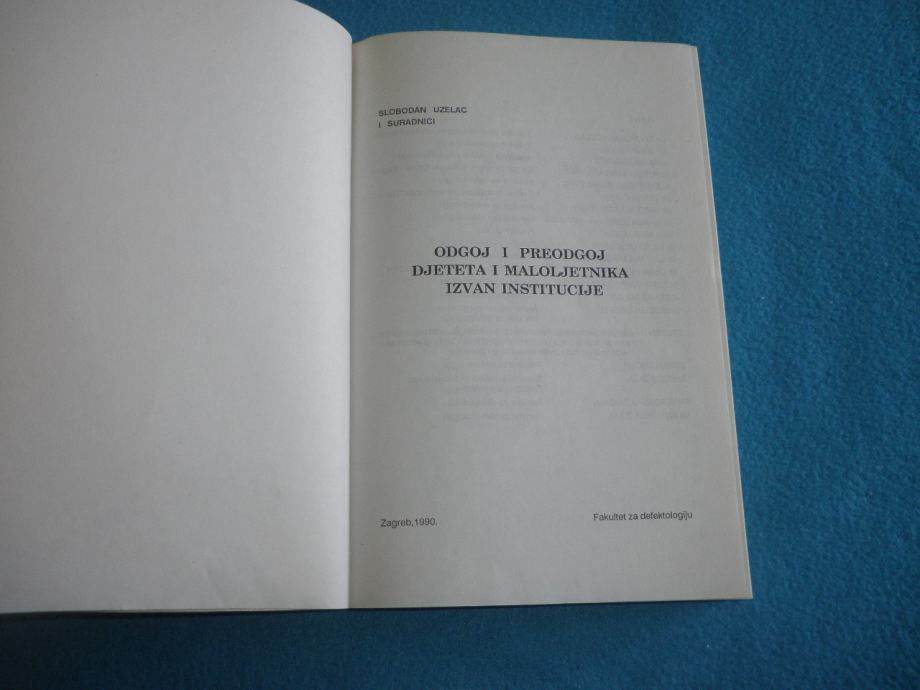 SLOBODAN UZELAC
I SURADNICI
ODGOJ I PREODGOJ
DJETETA I MALOLJETNIKA
IZVAN INSTITUCIJE
Zagreb,1990.
Fakultet za defektologiju